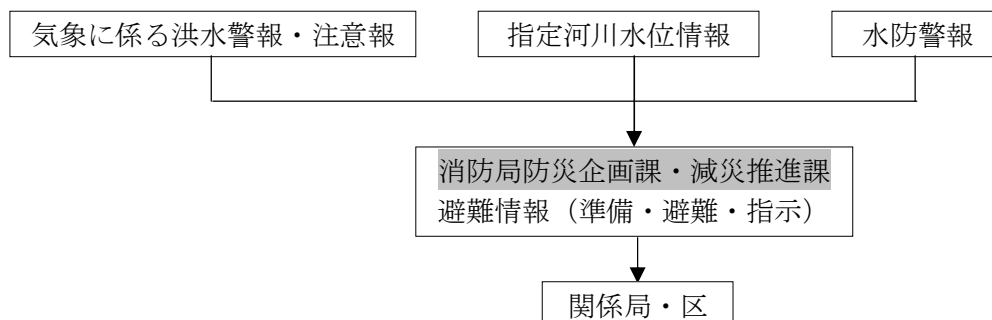 気象に係る洪水警報・注意報
指定河川水位情報
水防警報
消防局防災企画課・減災推進課
避難情報（準備・避難・指示）
関係局・区